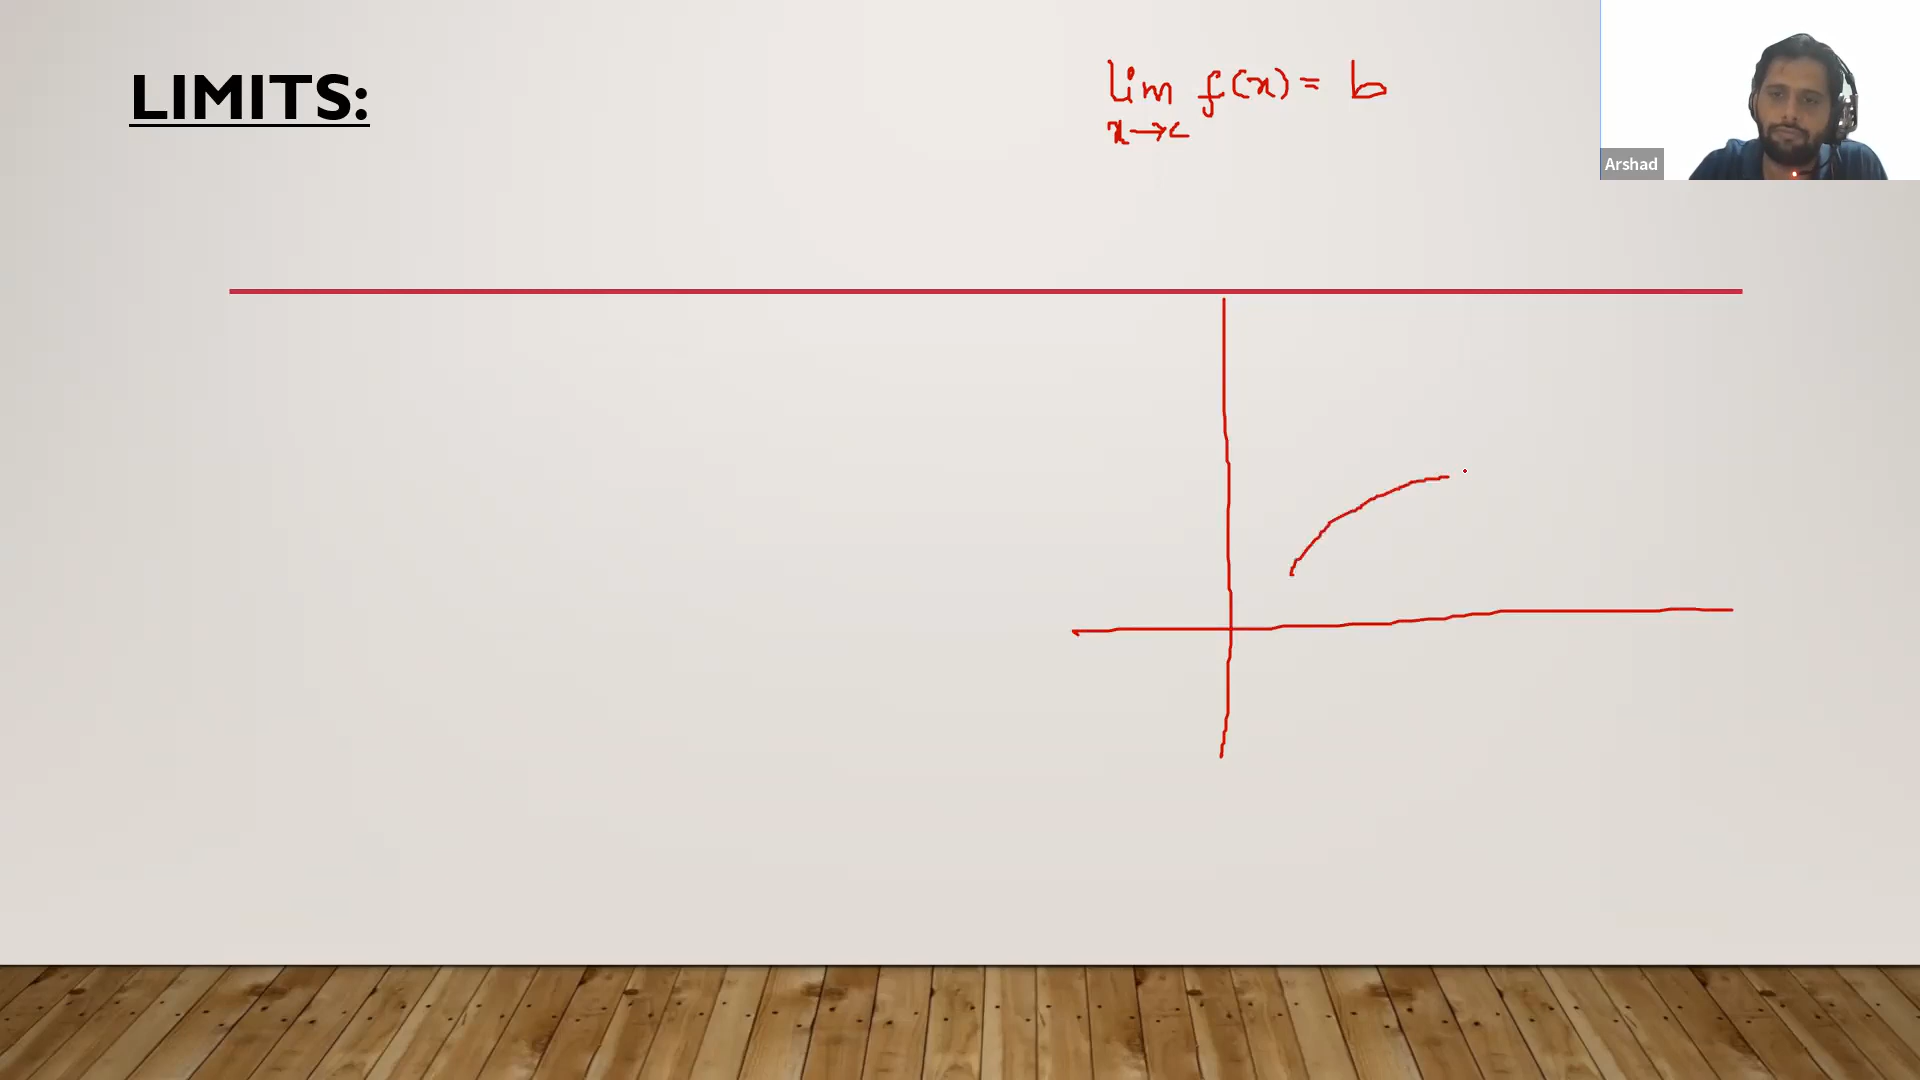 LIMITS:
lim f(x) = b
x→c
Arshad